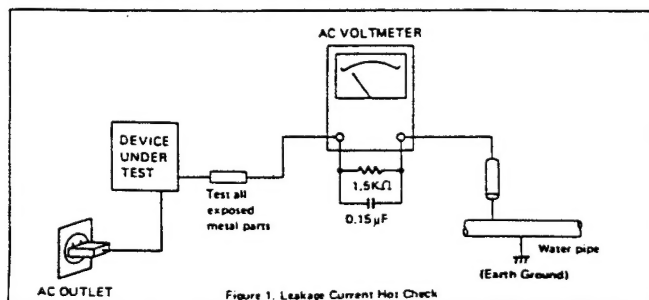 AC VOLTMETER
DEVICE
UNDER
TEST
Test all
exposed
metal parts
1.5KΩ
0.15μF
Water pipe
(Earth Ground)
AC OUTLET
Figure 1. Leakage Current Hot Check